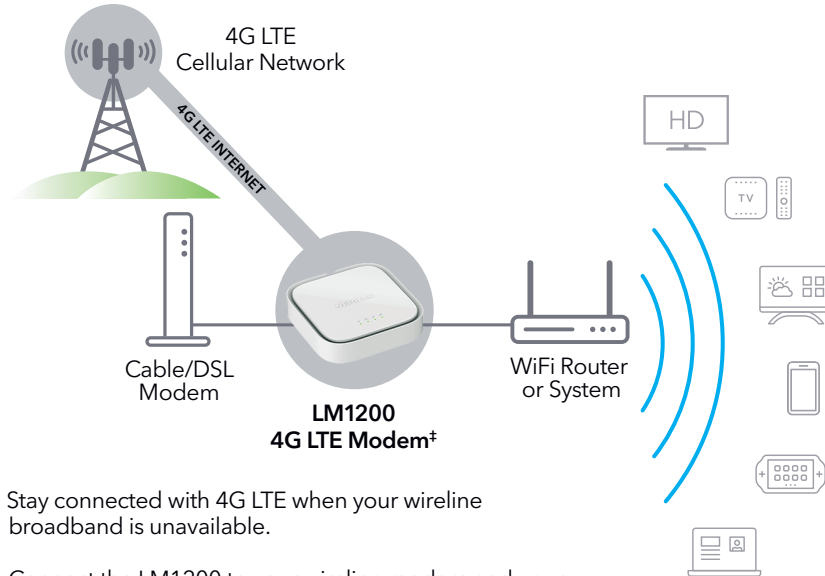 4G LTE
Cellular Network
4G LTE INTERNET
HD
TV
Cable/DSL
Modem
WiFi Router
or System
LM1200
4G LTE Modem‡
Stay connected with 4G LTE when your wireline
broadband is unavailable.